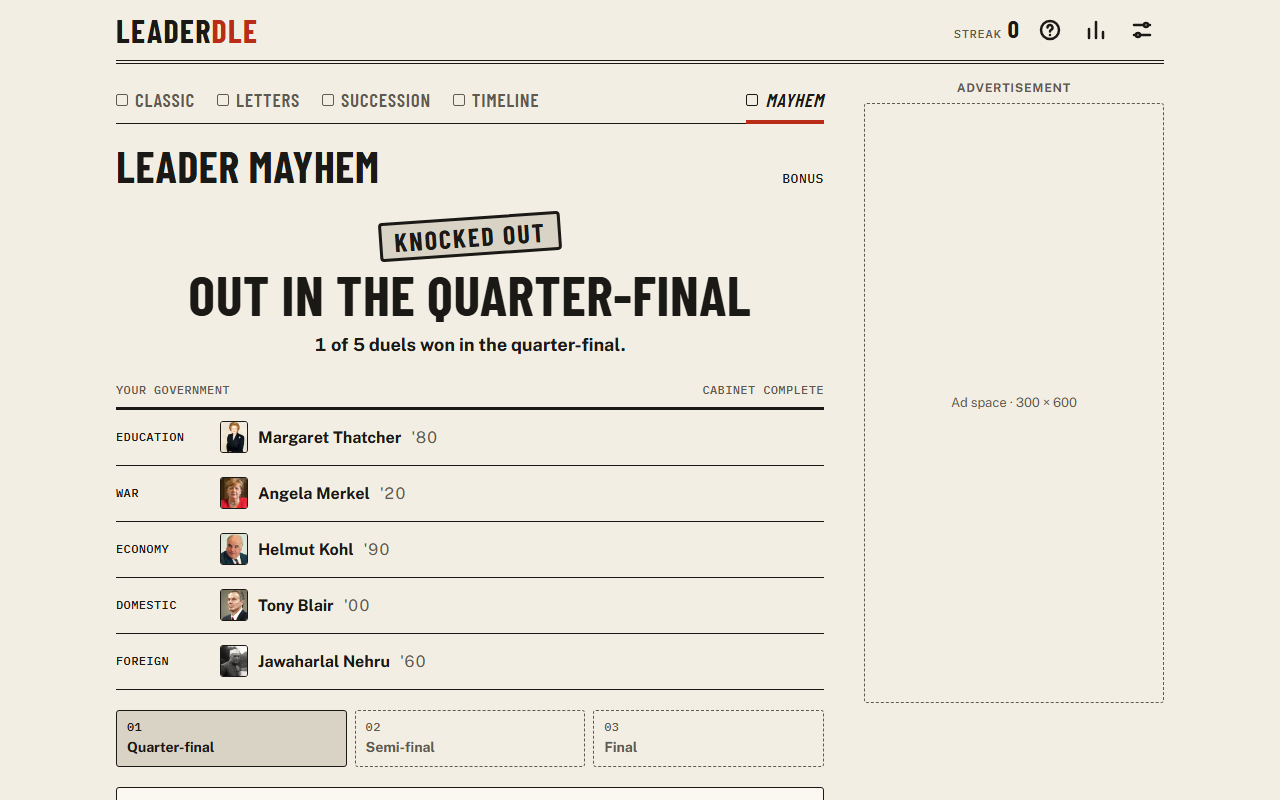 LEADERDLE
STREAK 0
CLASSIC LETTERS SUCCESSION TIMELINE MAYHEM
ADVERTISEMENT
LEADER MAYHEM
BONUS
KNOCKED OUT
OUT IN THE QUARTER-FINAL
1 of 5 duels won in the quarter-final.
YOUR GOVERNMENT CABINET COMPLETE
EDUCATION Margaret Thatcher '80
WAR Angela Merkel '20
ECONOMY Helmut Kohl '90
DOMESTIC Tony Blair '00
FOREIGN Jawaharlal Nehru '60
01
Quarter-final
02
Semi-final
03
Final
Ad space · 300 × 600